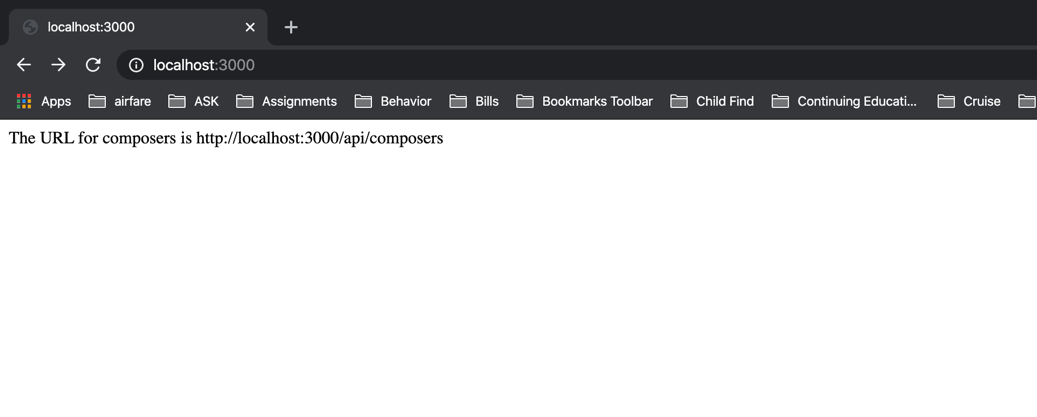 localhost:3000
localhost:3000
Apps airfare ASK Assignments Behavior Bills Bookmarks Toolbar Child Find Continuing Educati... Cruise
The URL for composers is http://localhost:3000/api/composers